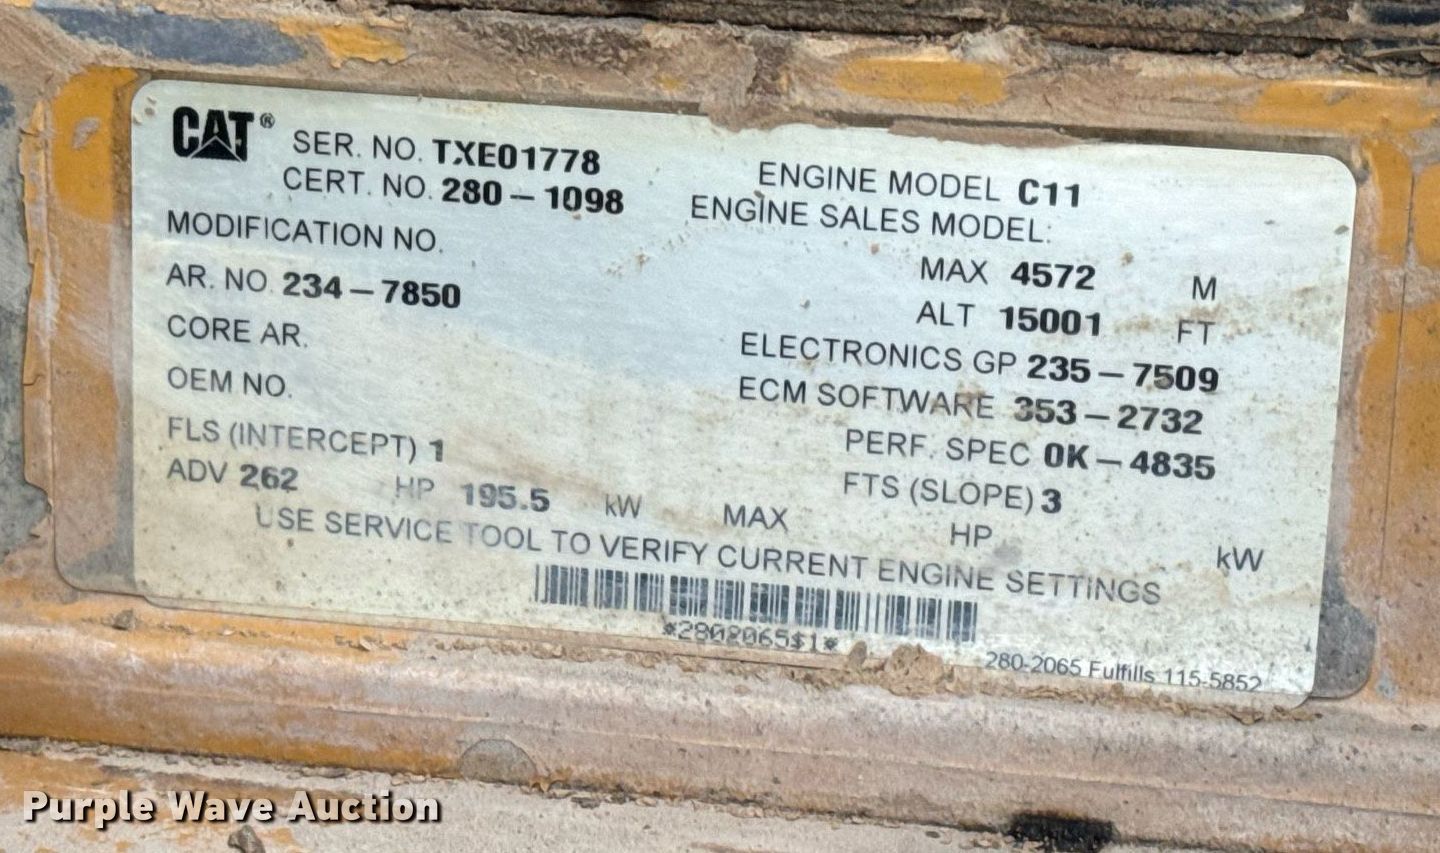 CAT® SER. NO. TXE01778
CERT. NO. 280-1098
ENGINE MODEL C11
ENGINE SALES MODEL:
MODIFICATION NO.
MAX 4572 M
AR. NO. 234-7850
ALT 15001 FT
CORE AR.
ELECTRONICS GP 235-7509
OEM NO.
ECM SOFTWARE 353-2732
FLS (INTERCEPT) 1
PERF. SPEC 0K-4835
FTS (SLOPE) 3
ADV 262 HP 195.5 kW MAX HP kW
USE SERVICE TOOL TO VERIFY CURRENT ENGINE SETTINGS
*2802065$1*
280-2065 Fulfills 115-5852
Purple Wave Auction